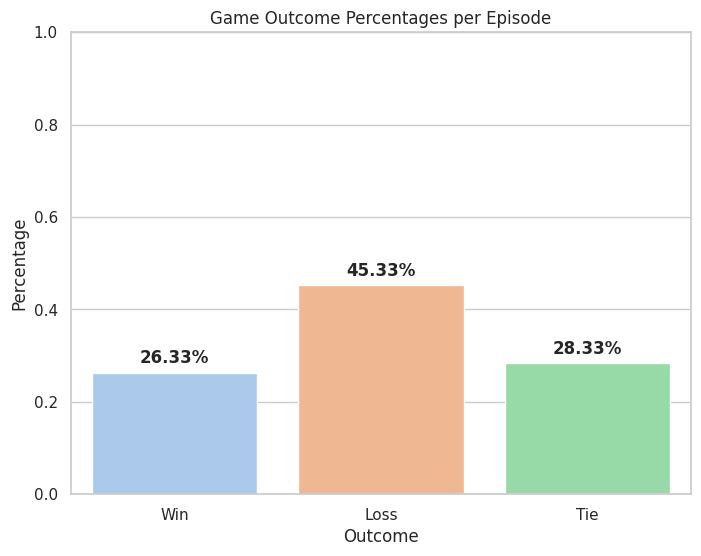 Game Outcome Percentages per Episode
1.0
0.8
0.6
0.4
0.2
0.0
Percentage
26.33%
45.33%
28.33%
Win
Loss
Tie
Outcome